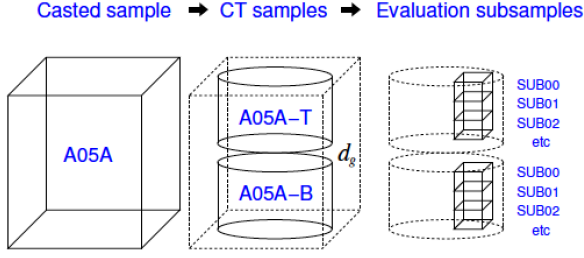 Casted sample → CT samples → Evaluation subsamples
A05A
A05A–T
d_g
A05A–B
SUB00
SUB01
SUB02
etc
SUB00
SUB01
SUB02
etc